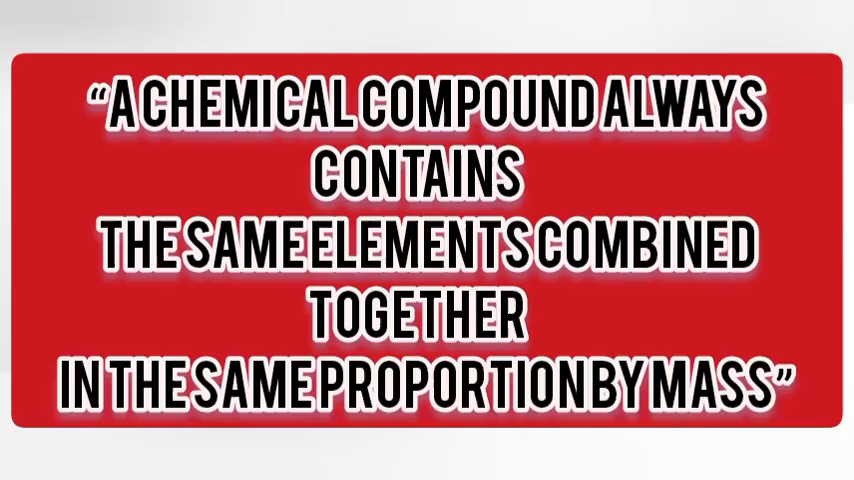 “A CHEMICAL COMPOUND ALWAYS
CONTAINS
THE SAME ELEMENTS COMBINED
TOGETHER
IN THE SAME PROPORTION BY MASS”